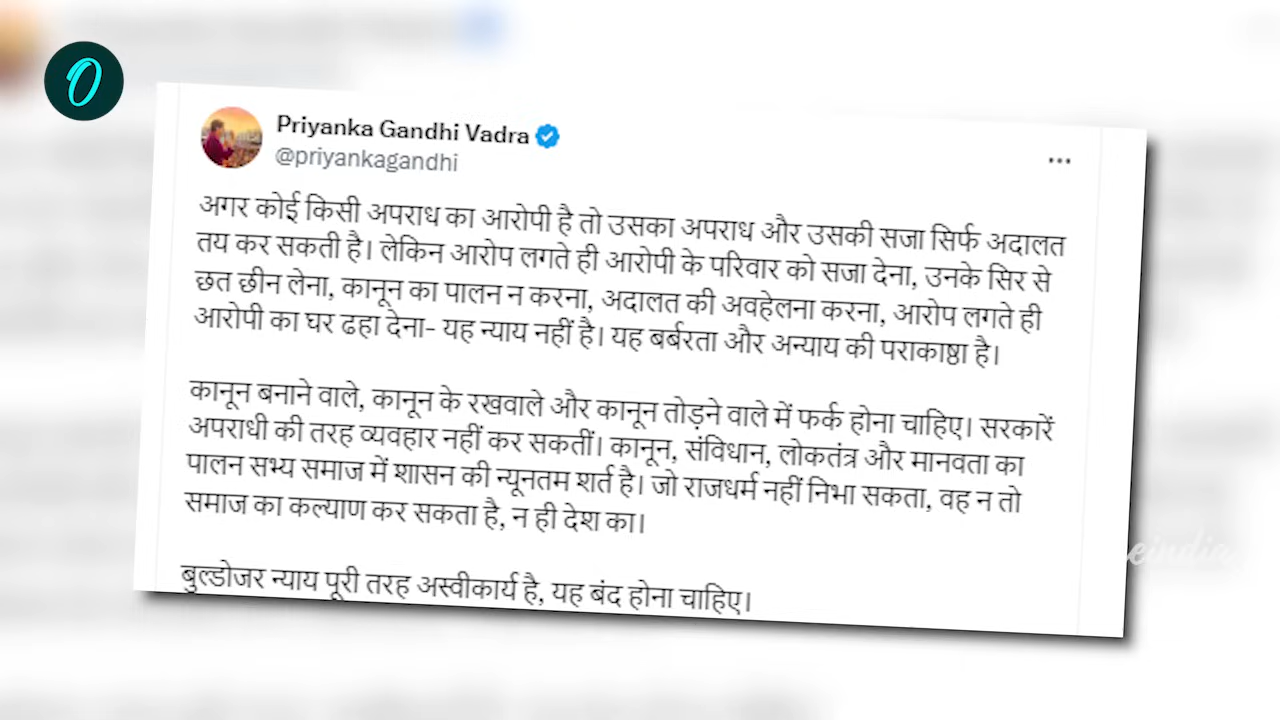 Priyanka Gandhi Vadra
@priyankagandhi
अगर कोई किसी अपराध का आरोपी है तो उसका अपराध और उसकी सजा सिर्फ अदालत
तय कर सकती है। लेकिन आरोप लगते ही आरोपी के परिवार को सजा देना, उनके सिर से
छत छीन लेना, कानून का पालन न करना, अदालत की अवहेलना करना, आरोप लगते ही
आरोपी का घर ढहा देना- यह न्याय नहीं है। यह बर्बरता और अन्याय की पराकाष्ठा है।
कानून बनाने वाले, कानून के रखवाले और कानून तोड़ने वाले में फर्क होना चाहिए। सरकारें
अपराधी की तरह व्यवहार नहीं कर सकतीं। कानून, संविधान, लोकतंत्र और मानवता का
पालन सभ्य समाज में शासन की न्यूनतम शर्त है। जो राजधर्म नहीं निभा सकता, वह न तो
समाज का कल्याण कर सकता है, न ही देश का।
बुल्डोजर न्याय पूरी तरह अस्वीकार्य है, यह बंद होना चाहिए।